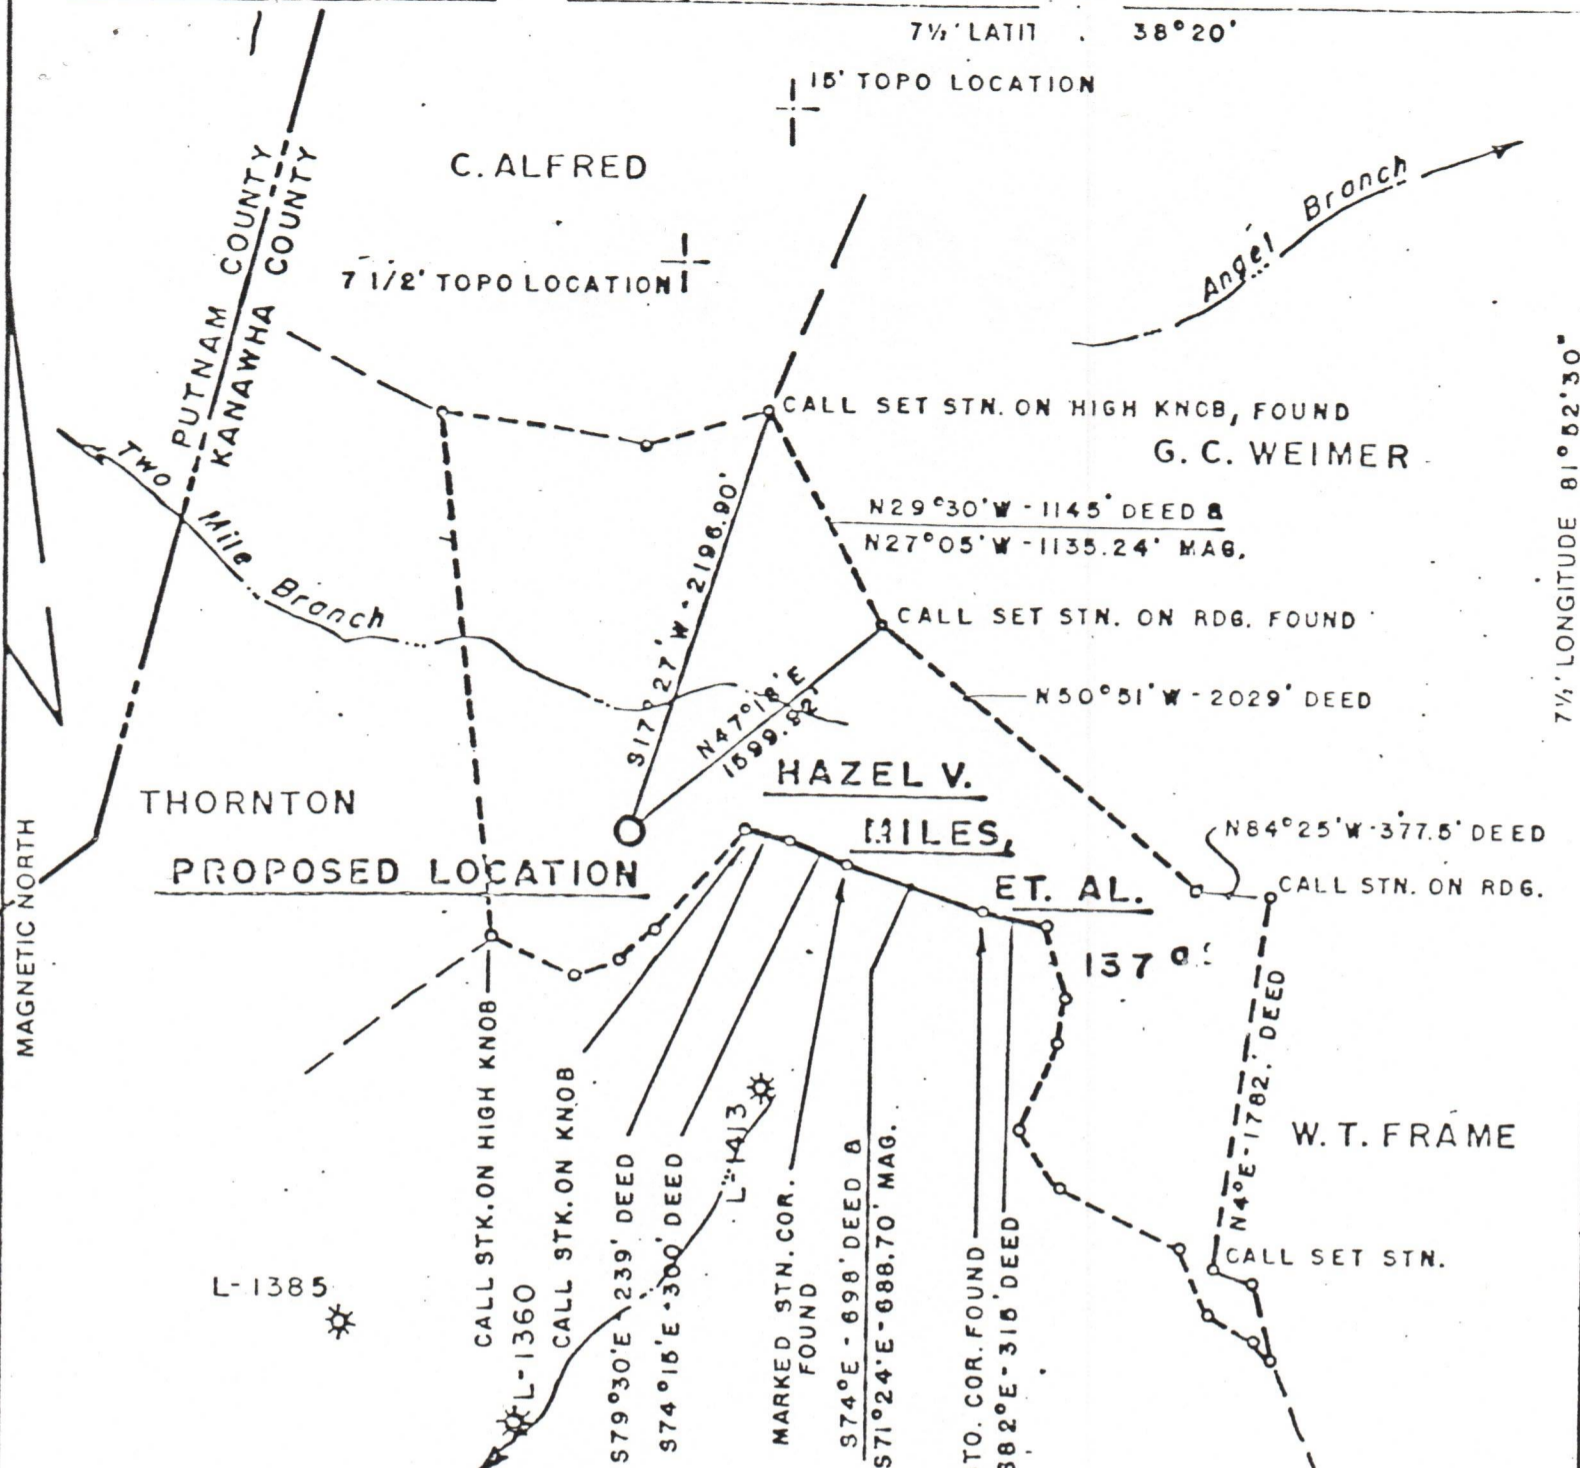 7½' LATIT
38°20'
15' TOPO LOCATION
C. ALFRED
7 1/2' TOPO LOCATION
PUTNAM COUNTY
KANAWHA COUNTY
Angel Branch
CALL SET STN. ON HIGH KNOB, FOUND
G. C. WEIMER
N29°30'W - 1145' DEED &
N27°05'W - 1135.24' MAG.
Two Mile Branch
CALL SET STN. ON RDG. FOUND
7½' LONGITUDE 81°52'30"
N50°51'W - 2029' DEED
S17°27'W - 2196.90'
N47°18'E
1599.82'
HAZEL V.
MILES,
ET. AL.
137
THORNTON
PROPOSED LOCATION
MAGNETIC NORTH
N84°25'W - 377.5' DEED
CALL STN. ON RDG.
N4°E - 1782.' DEED
W. T. FRAME
CALL SET STN.
CALL STK. ON HIGH KNOB
CALL STK. ON KNOB
S79°30'E - 239' DEED
S74°15'E - 300' DEED
L-1413
MARKED STN. COR.
FOUND
S74°E - 698' DEED &
S71°24'E - 688.70' MAG.
TO. COR. FOUND
S82°E - 315' DEED
L-1385
L-1360